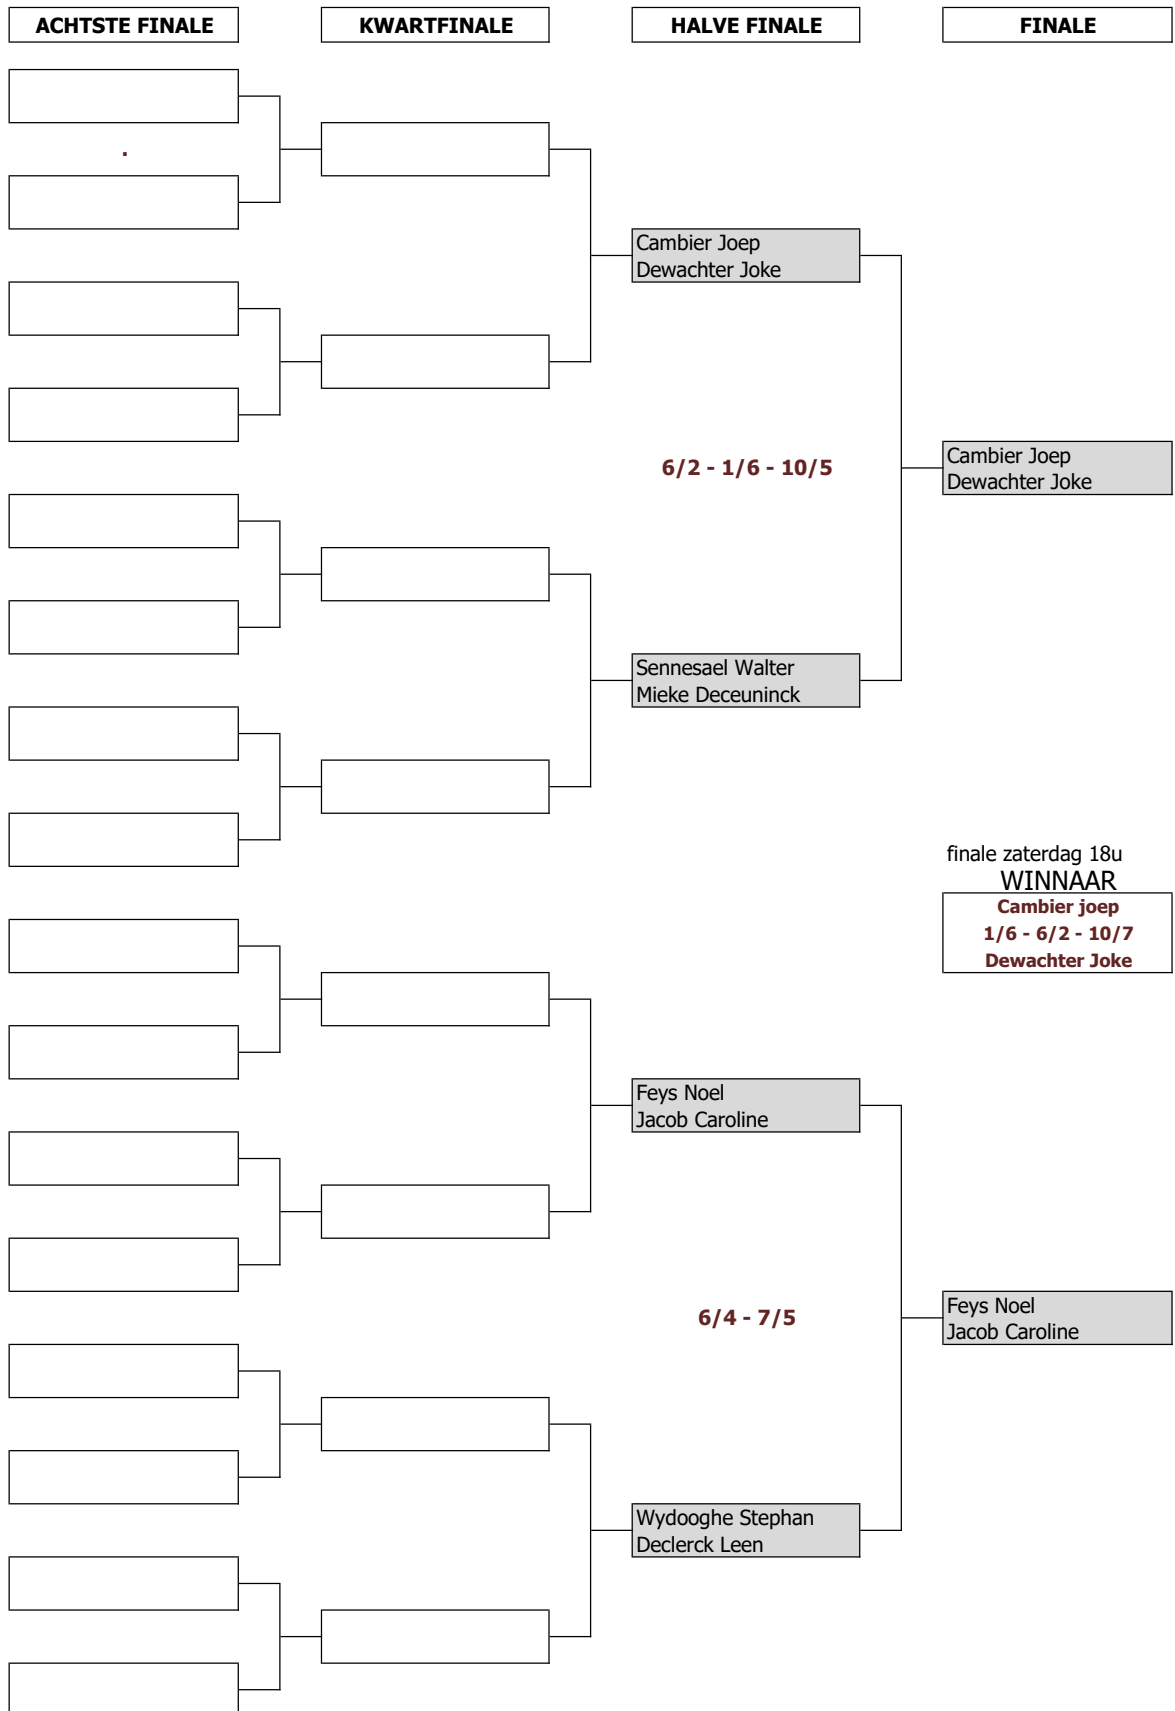 ACHTSTE FINALE
KWARTFINALE
HALVE FINALE
FINALE
.
Cambier Joep
Dewachter Joke
6/2 - 1/6 - 10/5
Cambier Joep
Dewachter Joke
Sennesael Walter
Mieke Deceuninck
finale zaterdag 18u
WINNAAR
Cambier joep
1/6 - 6/2 - 10/7
Dewachter Joke
Feys Noel
Jacob Caroline
6/4 - 7/5
Feys Noel
Jacob Caroline
Wydooghe Stephan
Declerck Leen